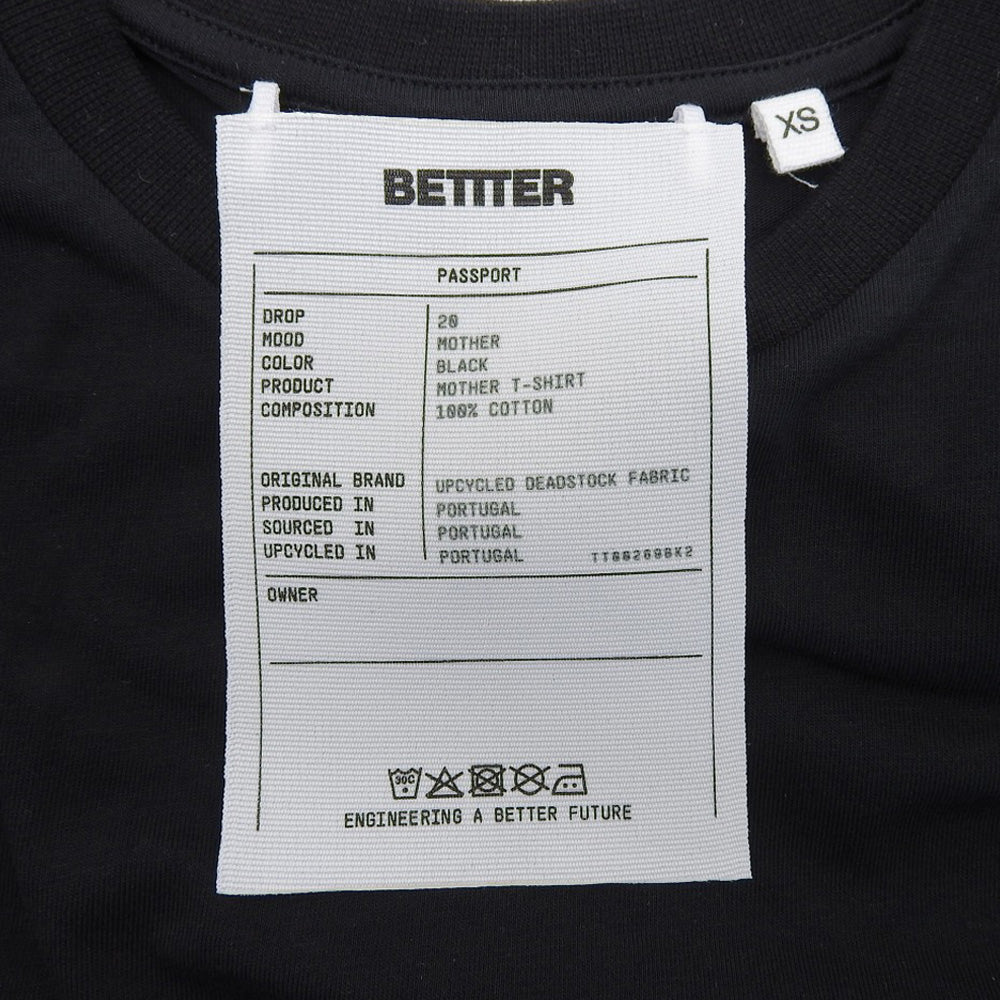 XS
BETTTER
PASSPORT
DROP 20
MOOD MOTHER
COLOR BLACK
PRODUCT MOTHER T-SHIRT
COMPOSITION 100% COTTON
ORIGINAL BRAND UPCYCLED DEADSTOCK FABRIC
PRODUCED IN PORTUGAL
SOURCED IN PORTUGAL
UPCYCLED IN PORTUGAL
OWNER
30C
ENGINEERING A BETTER FUTURE